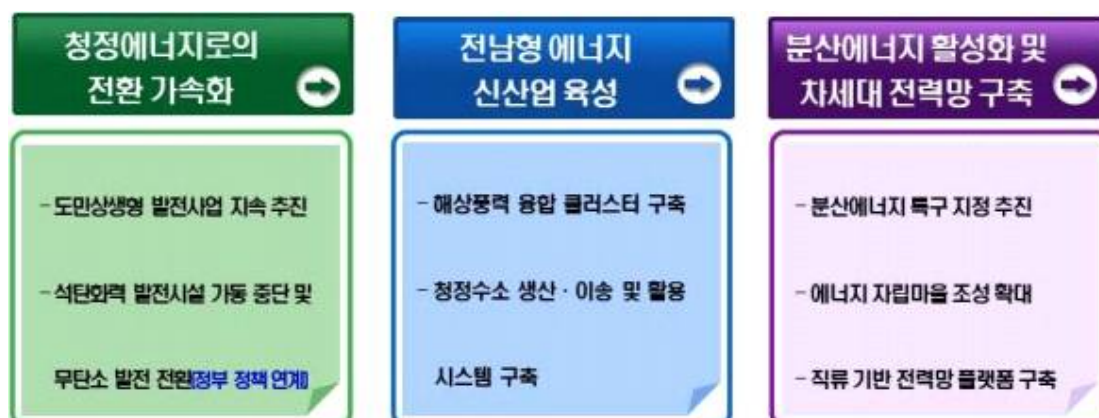 청정에너지로의
전환 가속화
- 도민상생형 발전사업 지속 추진
- 석탄화력 발전시설 가동 중단 및
무탄소 발전 전환(정부 정책 연계)
전남형 에너지
신산업 육성
- 해상풍력 융합 클러스터 구축
- 청정수소 생산 · 이송 및 활용
시스템 구축
분산에너지 활성화 및
차세대 전력망 구축
- 분산에너지 특구 지정 추진
- 에너지 자립마을 조성 확대
- 직류 기반 전력망 플랫폼 구축